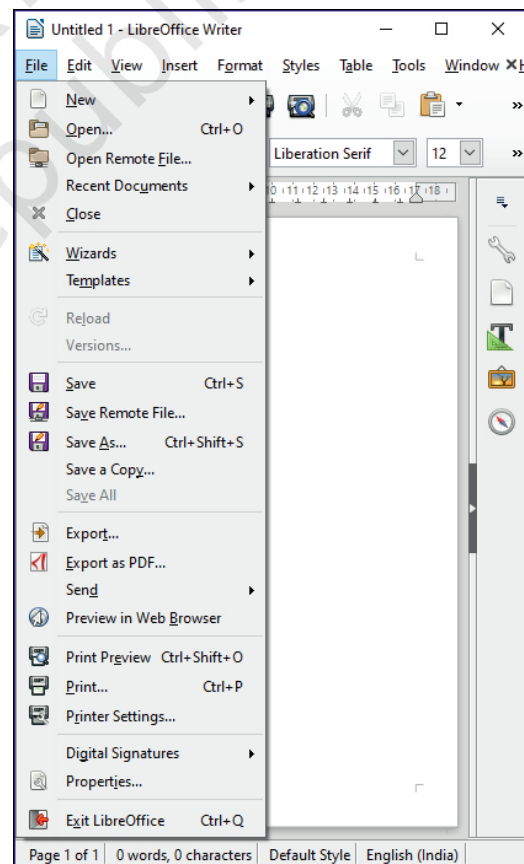 Untitled 1 - LibreOffice Writer
File Edit View Insert Format Styles Table Tools Window
New
Open... Ctrl+O
Open Remote File...
Liberation Serif 12
Recent Documents
Close
Wizards
Templates
Reload
Versions...
Save Ctrl+S
Save Remote File...
Save As... Ctrl+Shift+S
Save a Copy...
Save All
Export...
Export as PDF...
Send
Preview in Web Browser
Print Preview Ctrl+Shift+O
Print... Ctrl+P
Printer Settings...
Digital Signatures
Properties...
Exit LibreOffice Ctrl+Q
Page 1 of 1 0 words, 0 characters Default Style English (India)